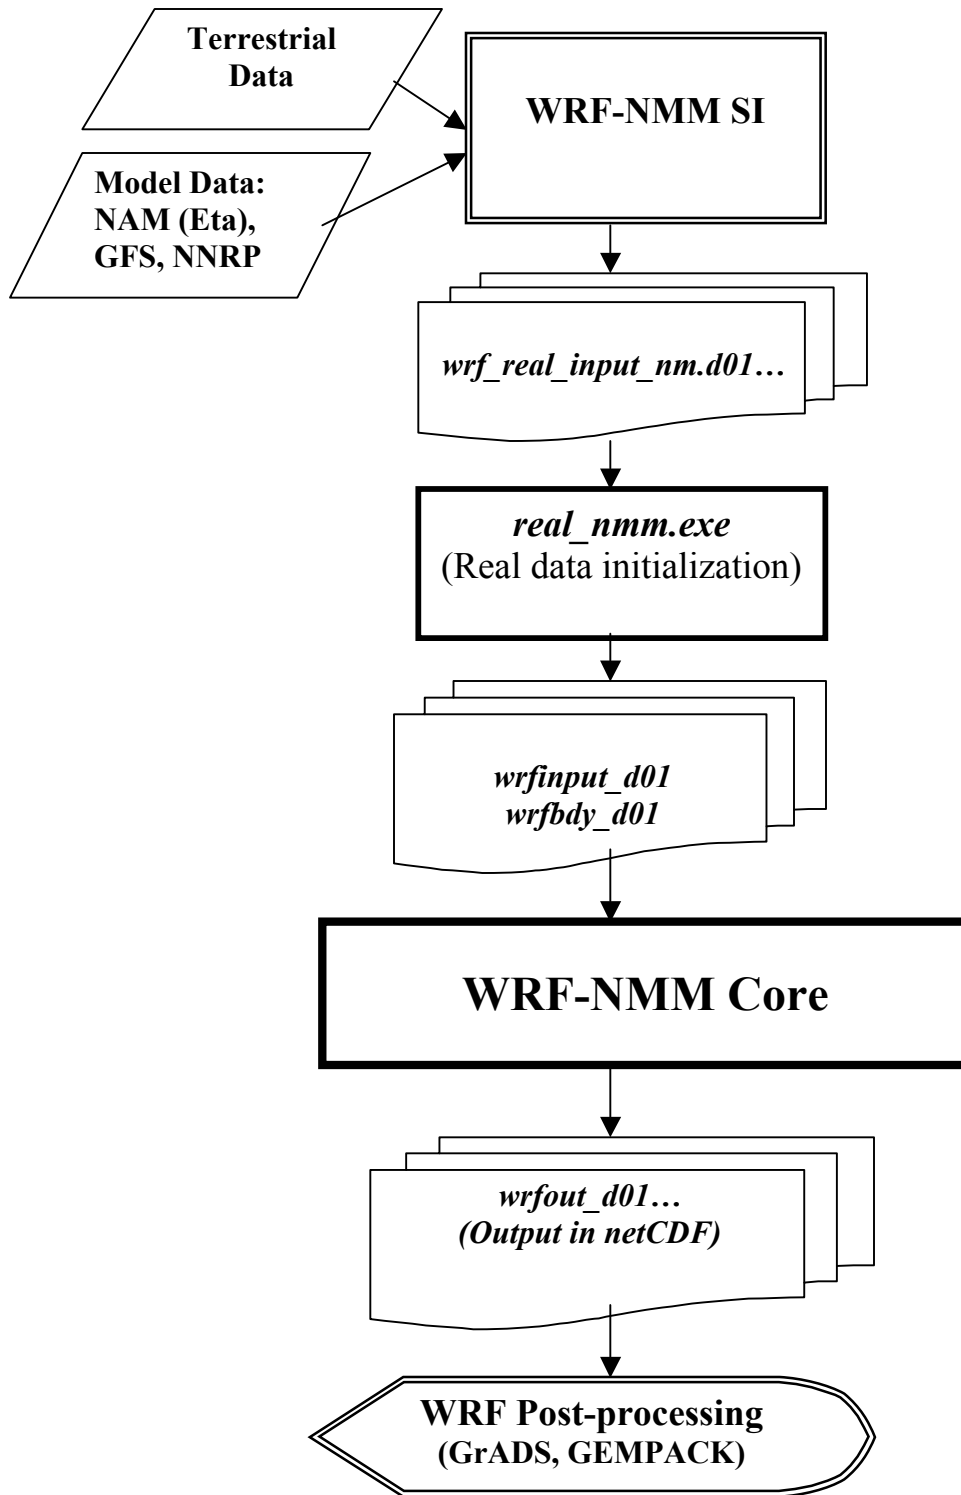 Terrestrial
Data
WRF-NMM SI
Model Data:
NAM (Eta),
GFS, NNRP
wrf_real_input_nm.d01…
real_nmm.exe
(Real data initialization)
wrfinput_d01
wrfbdy_d01
WRF-NMM Core
wrfout_d01…
(Output in netCDF)
WRF Post-processing
(GrADS, GEMPACK)